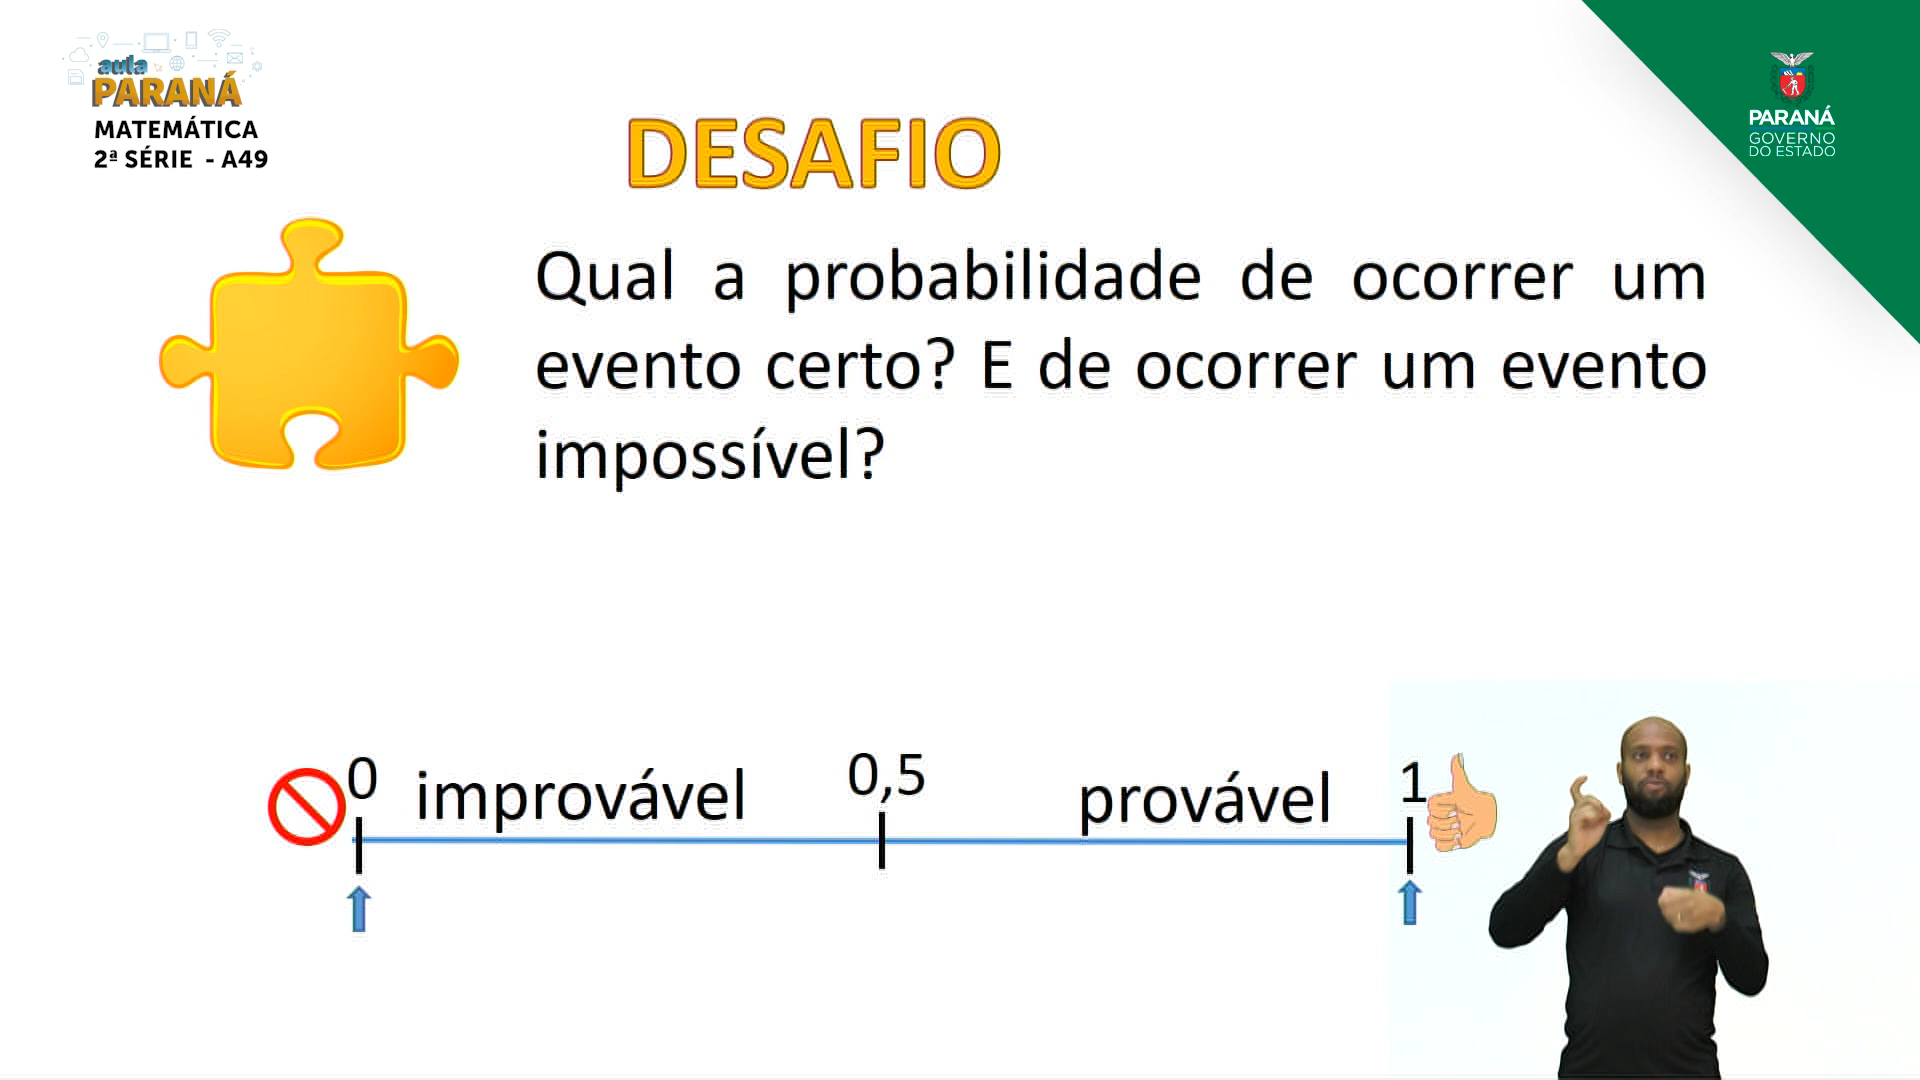 aula
PARANÁ
MATEMÁTICA
2ª SÉRIE - A49
PARANÁ
GOVERNO
DO ESTADO
DESAFIO
Qual a probabilidade de ocorrer um
evento certo? E de ocorrer um evento
impossível?
0 improvável 0,5 provável 1